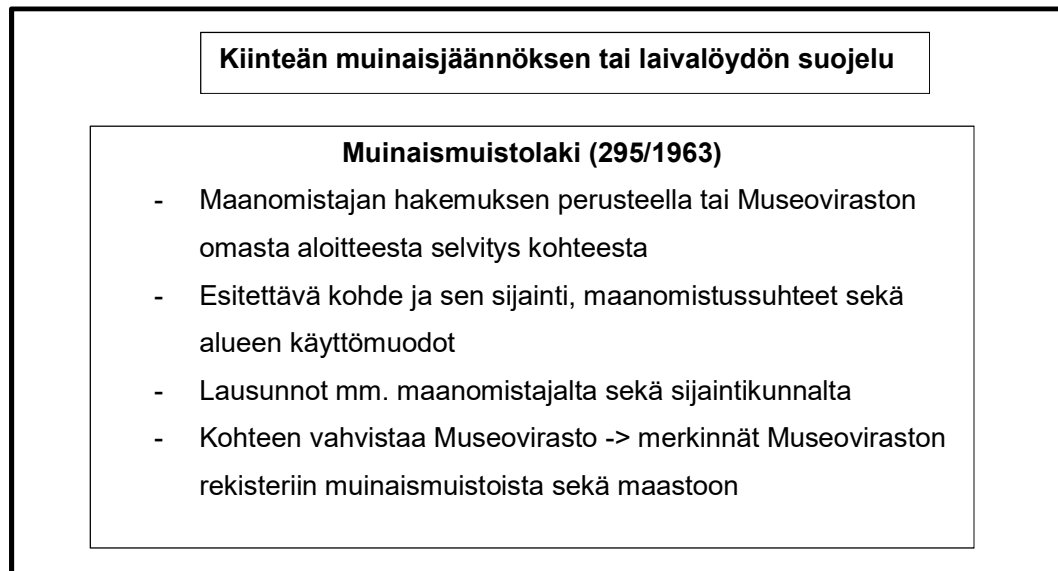 Kiinteän muinaisjäännöksen tai laivalöydön suojelu
Muinaismuistolaki (295/1963)
- Maanomistajan hakemuksen perusteella tai Museoviraston
omasta aloitteesta selvitys kohteesta
- Esitettävä kohde ja sen sijainti, maanomistussuhteet sekä
alueen käyttömuodot
- Lausunnot mm. maanomistajalta sekä sijaintikunnalta
- Kohteen vahvistaa Museovirasto -> merkinnät Museoviraston
rekisteriin muinaismuistoista sekä maastoon